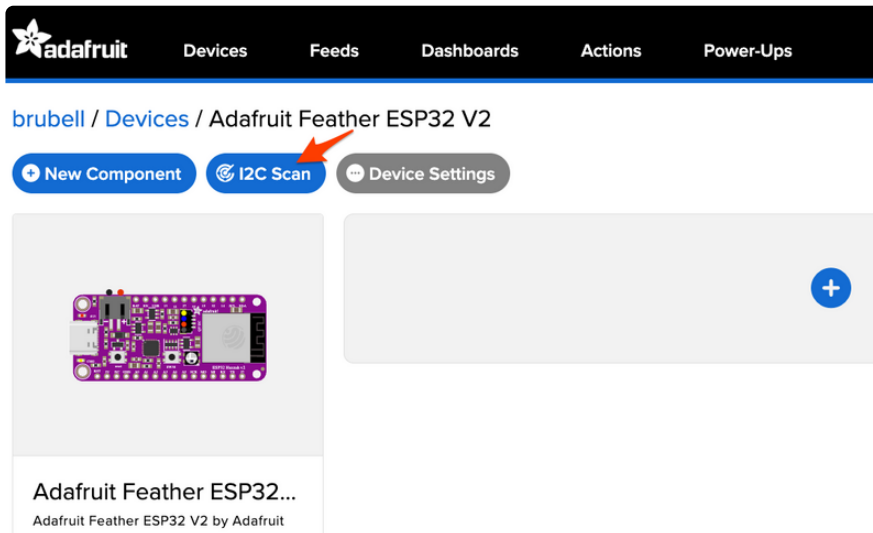 adafruit Devices Feeds Dashboards Actions Power-Ups
brubell / Devices / Adafruit Feather ESP32 V2
New Component I2C Scan Device Settings
Adafruit Feather ESP32...
Adafruit Feather ESP32 V2 by Adafruit